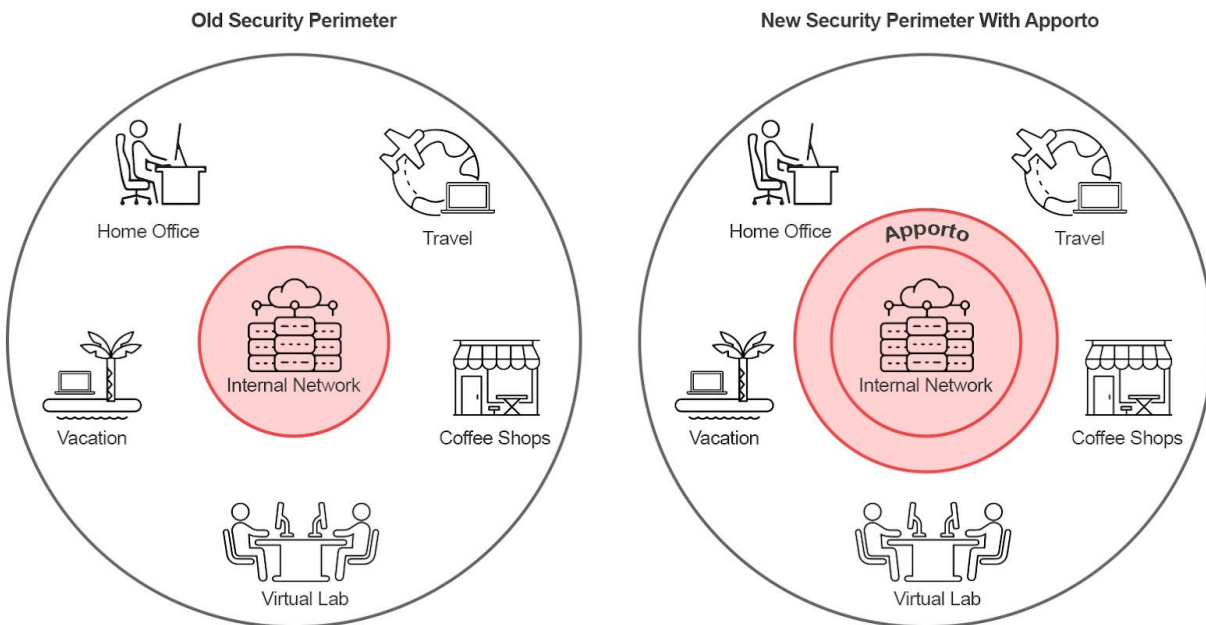 Old Security Perimeter
New Security Perimeter With Apporto
Home Office
Travel
Internal Network
Vacation
Coffee Shops
Virtual Lab
Home Office
Apporto
Travel
Internal Network
Vacation
Coffee Shops
Virtual Lab